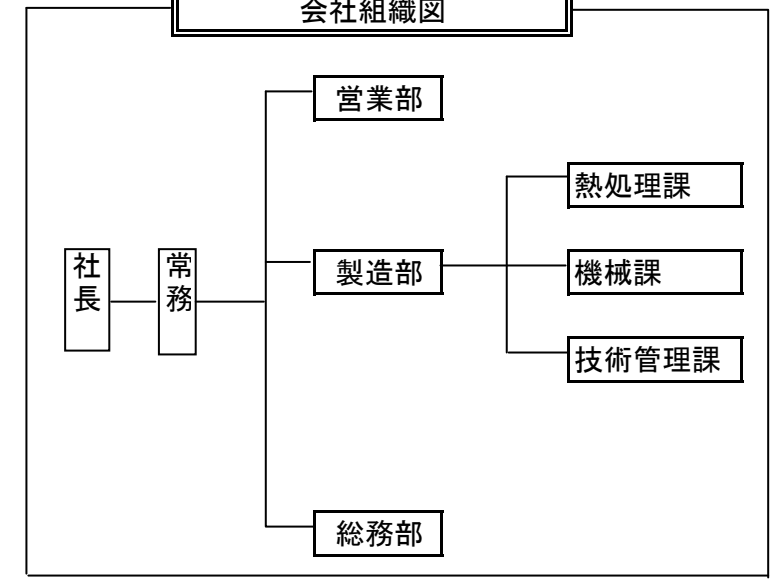 会社組織図
営業部
熱処理課
社長
常務
製造部
機械課
技術管理課
総務部